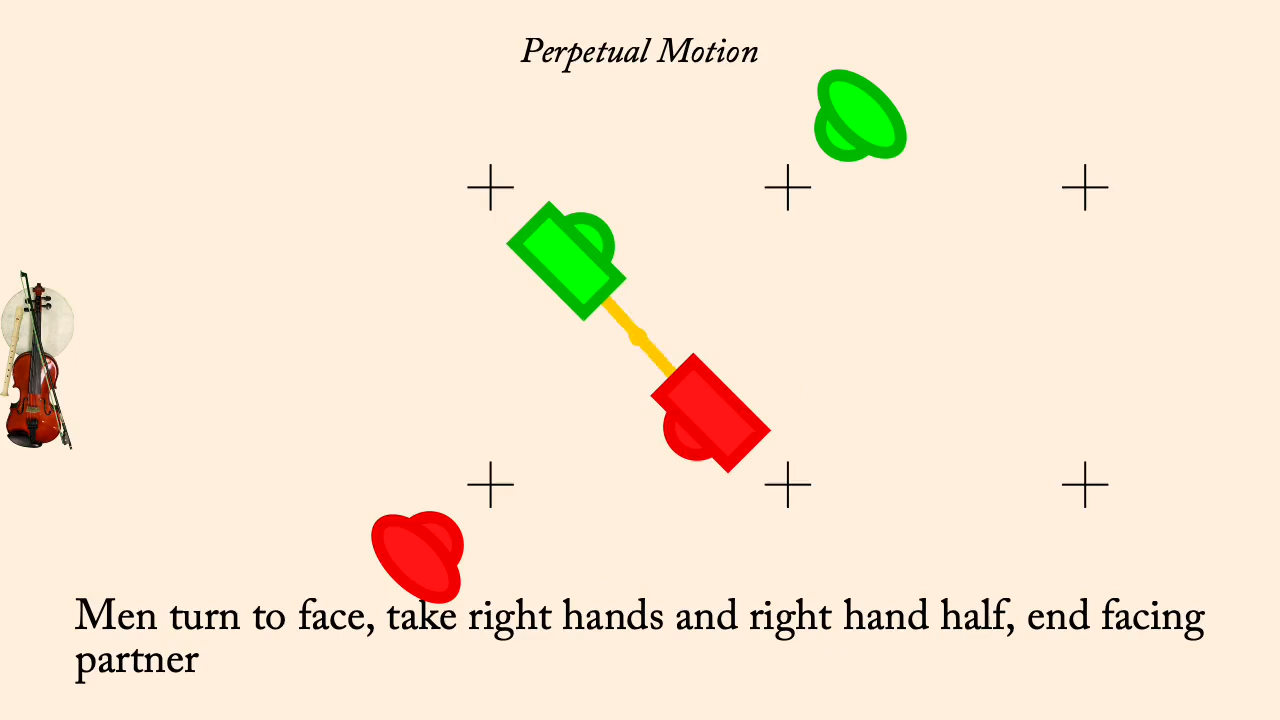 Perpetual Motion
Men turn to face, take right hands and right hand half, end facing
partner